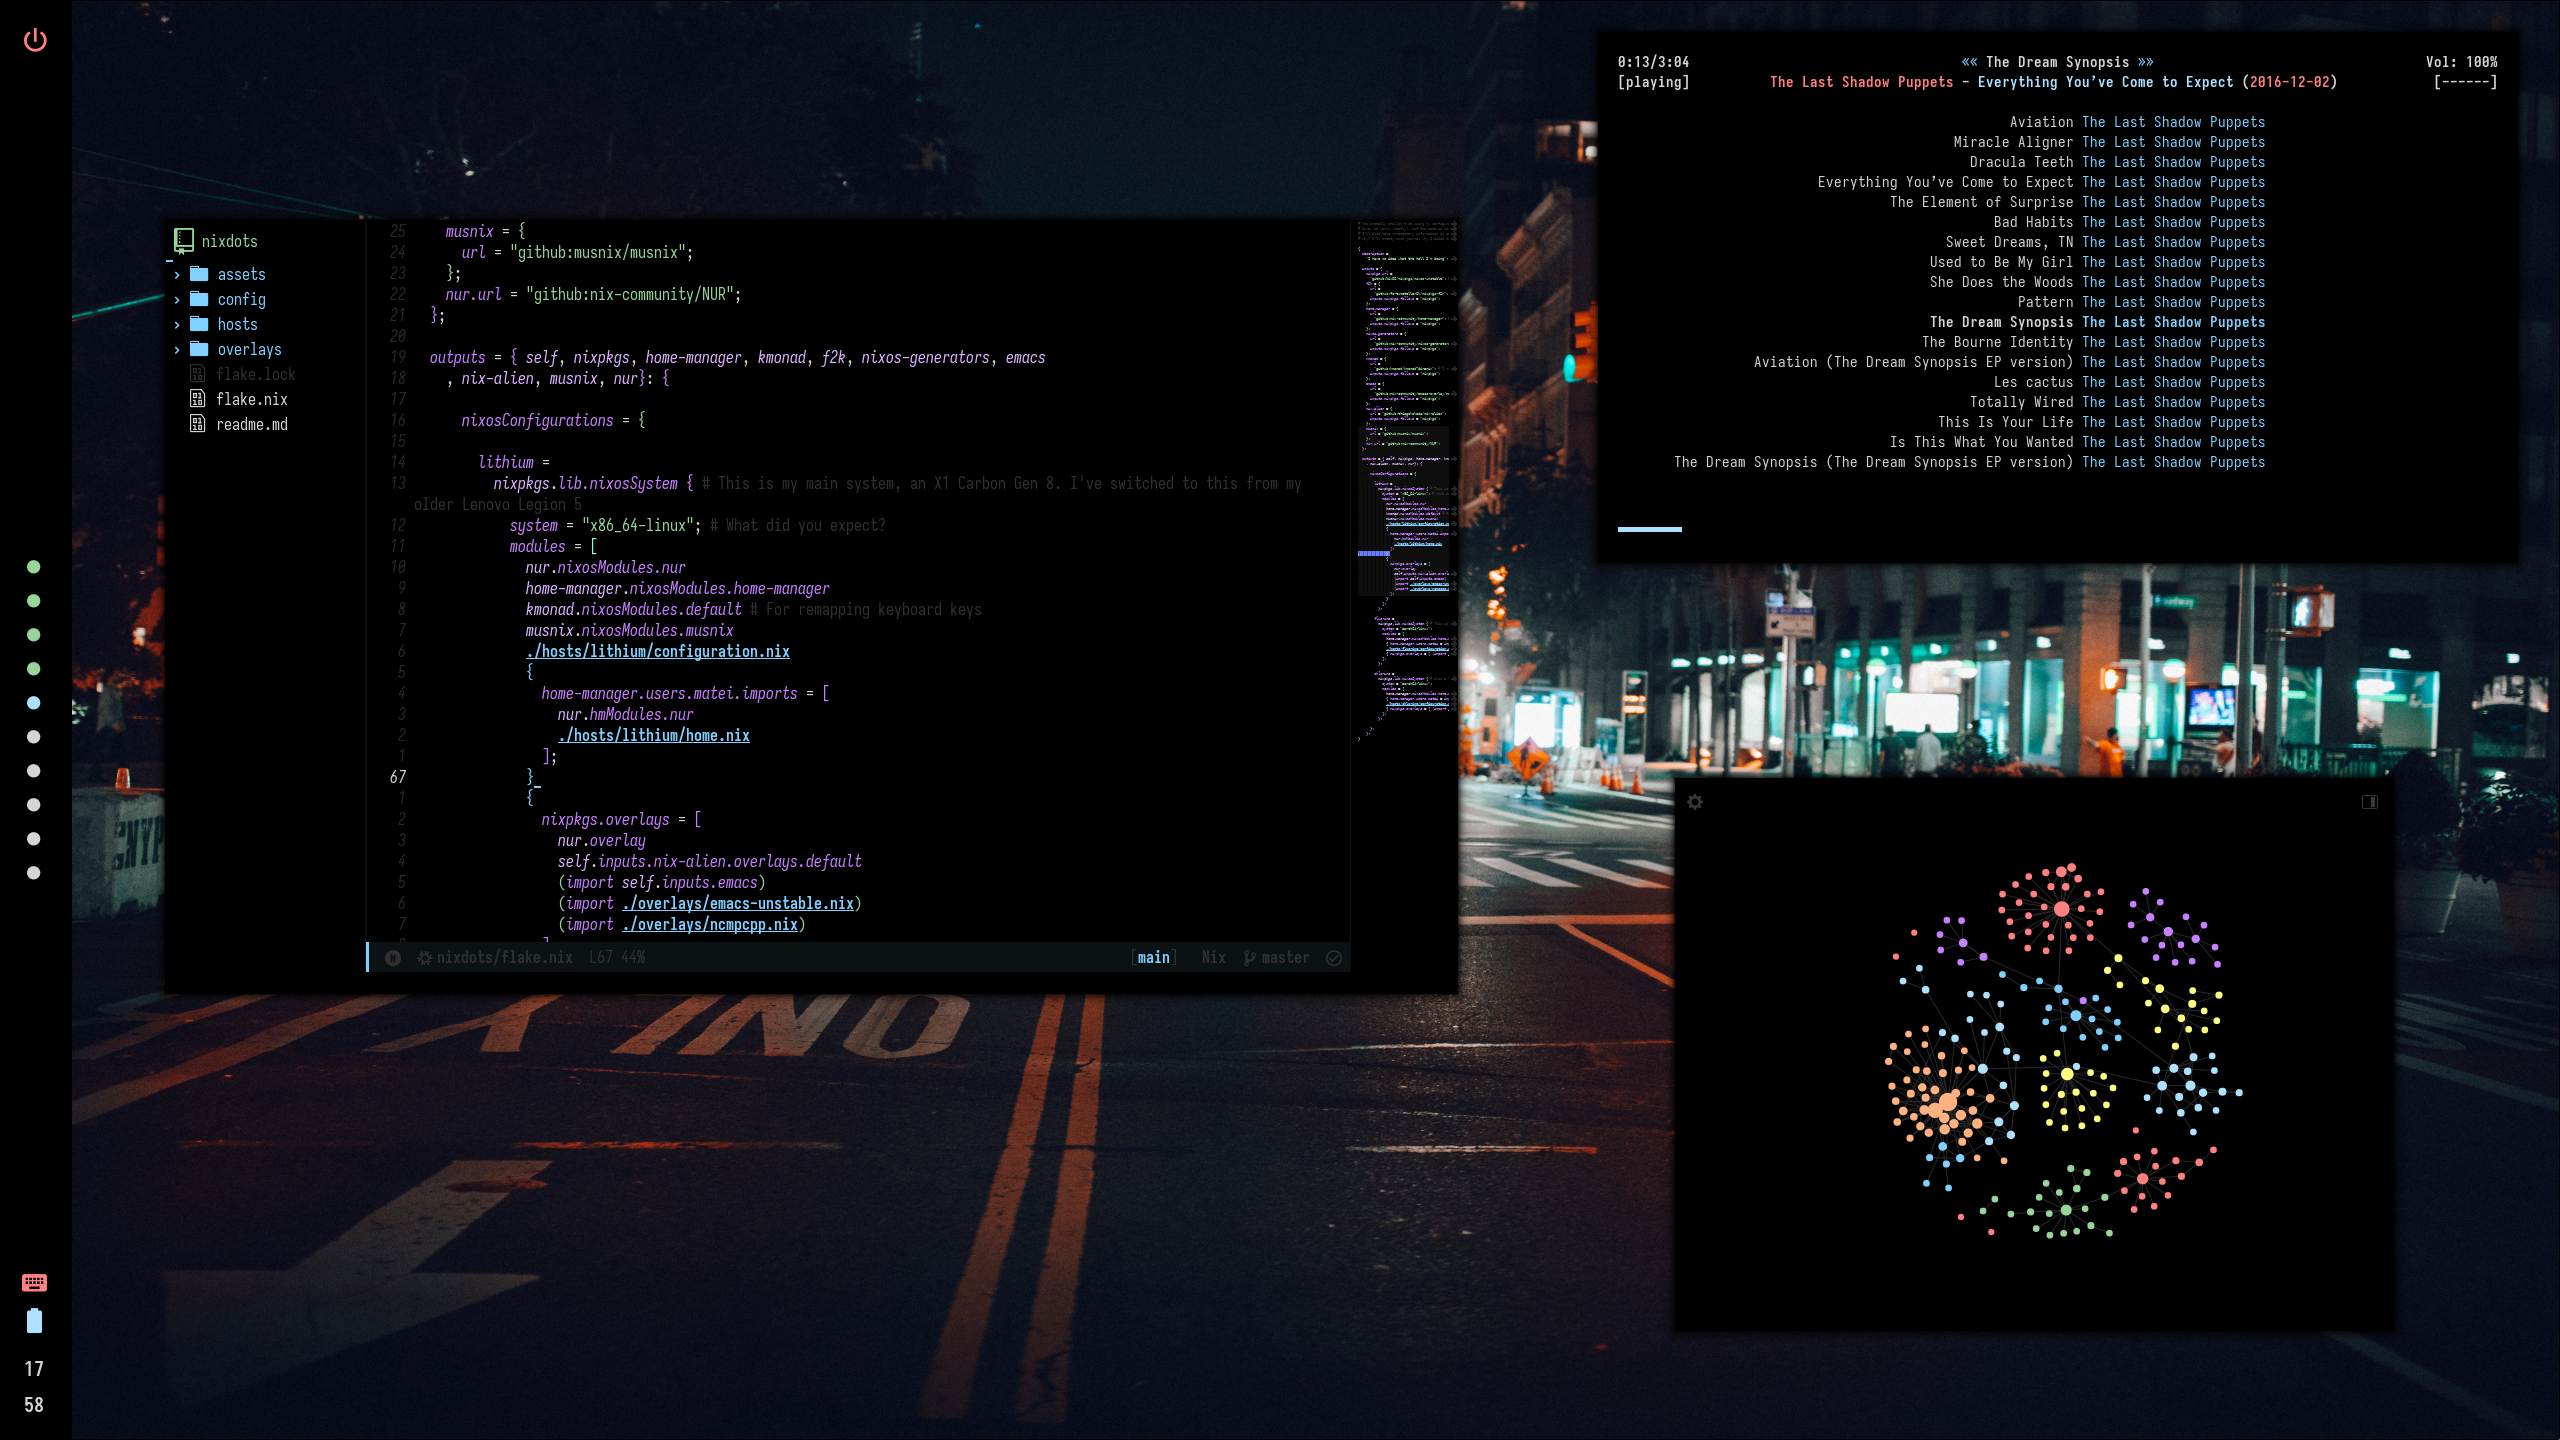 nixdots
assets
config
hosts
overlays
flake.lock
flake.nix
readme.md
25 musnix = {
24 url = "github:musnix/musnix";
23 };
22 nur.url = "github:nix-community/NUR";
21 };
20
19 outputs = { self, nixpkgs, home-manager, kmonad, f2k, nixos-generators, emacs
18 , nix-alien, musnix, nur}: {
17
16 nixosConfigurations = {
15
14 lithium =
13 nixpkgs.lib.nixosSystem { # This is my main system, an X1 Carbon Gen 8. I've switched to this from my
older Lenovo Legion 5
12 system = "x86_64-linux"; # What did you expect?
11 modules = [
10 nur.nixosModules.nur
9 home-manager.nixosModules.home-manager
8 kmonad.nixosModules.default # For remapping keyboard keys
7 musnix.nixosModules.musnix
6 ./hosts/lithium/configuration.nix
5 {
4 home-manager.users.matei.imports = [
3 nur.hmModules.nur
2 ./hosts/lithium/home.nix
1 ];
67 }
1 {
2 nixpkgs.overlays = [
3 nur.overlay
4 self.inputs.nix-alien.overlays.default
5 (import self.inputs.emacs)
6 (import ./overlays/emacs-unstable.nix)
7 (import ./overlays/ncmpcpp.nix)
N nixdots/flake.nix L67 44% [main] Nix master
0:13/3:04 «« The Dream Synopsis »» Vol: 100%
[playing] The Last Shadow Puppets - Everything You’ve Come to Expect (2016-12-02) [------]
Aviation The Last Shadow Puppets
Miracle Aligner The Last Shadow Puppets
Dracula Teeth The Last Shadow Puppets
Everything You’ve Come to Expect The Last Shadow Puppets
The Element of Surprise The Last Shadow Puppets
Bad Habits The Last Shadow Puppets
Sweet Dreams, TN The Last Shadow Puppets
Used to Be My Girl The Last Shadow Puppets
She Does the Woods The Last Shadow Puppets
Pattern The Last Shadow Puppets
The Dream Synopsis The Last Shadow Puppets
The Bourne Identity The Last Shadow Puppets
Aviation (The Dream Synopsis EP version) The Last Shadow Puppets
Les cactus The Last Shadow Puppets
Totally Wired The Last Shadow Puppets
This Is Your Life The Last Shadow Puppets
Is This What You Wanted The Last Shadow Puppets
The Dream Synopsis (The Dream Synopsis EP version) The Last Shadow Puppets
ONLY
17
58